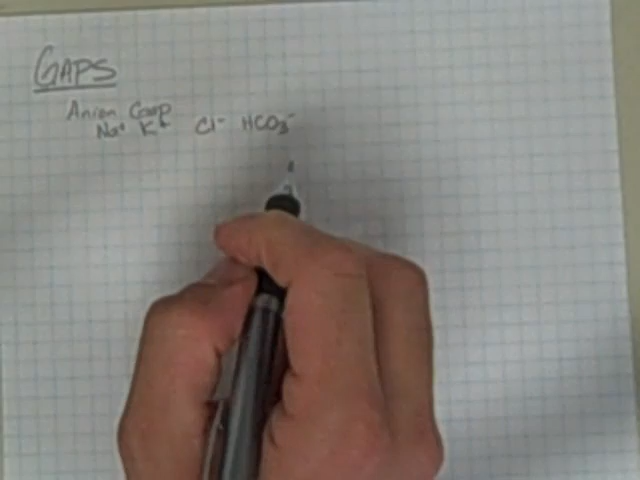 GAPS
Anion Gap
Na⁺ K⁺ Cl⁻ HCO₃⁻